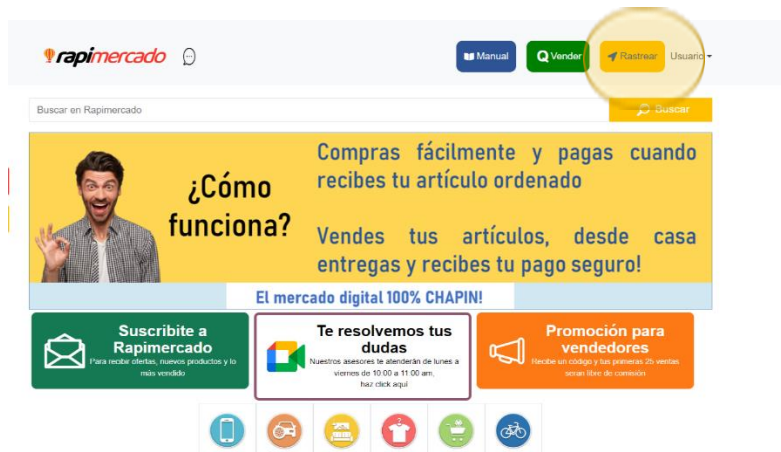 rapimercado
Manual
Vender
Rastrear
Usuario
Buscar en Rapimercado
Buscar
¿Cómo
funciona?
Compras fácilmente y pagas cuando
recibes tu artículo ordenado
Vendes tus artículos, desde casa
entregas y recibes tu pago seguro!
El mercado digital 100% CHAPIN!
Suscribite a
Rapimercado
Para recibir ofertas, nuevos productos y lo
más vendido
Te resolvemos tus
dudas
Nuestros asesores te atenderán de lunes a
viernes de 10:00 a 11:00 am,
haz click aquí
Promoción para
vendedores
Recibe un código y tus primeras 25 ventas
seran libre de comisión